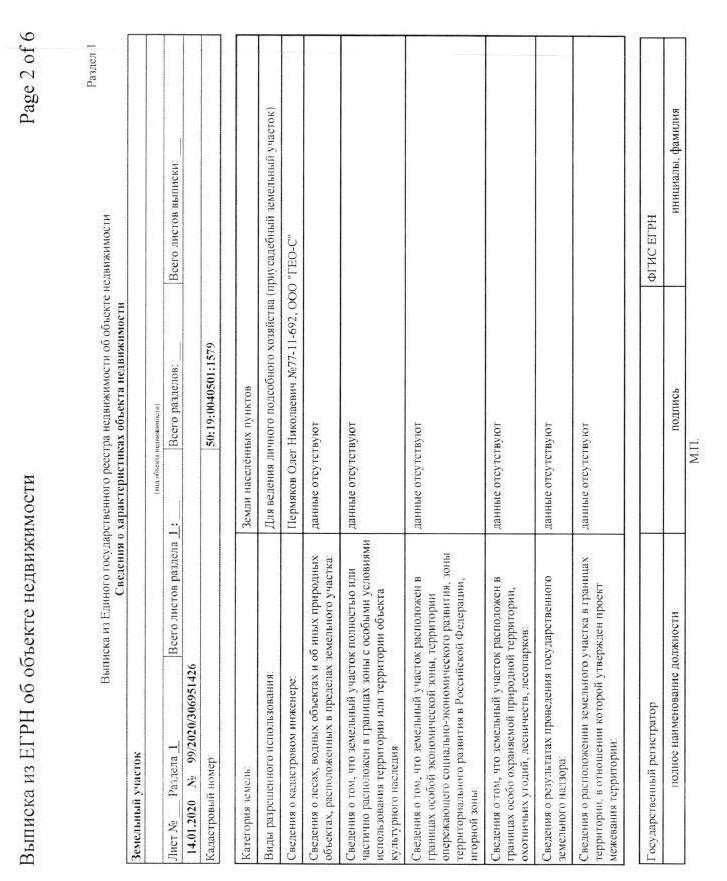 Выписка из ЕГРН об объекте недвижимости Page 2 of 6
Раздел 1
Выписка из Единого государственного реестра недвижимости об объекте недвижимости
Сведения о характеристиках объекта недвижимости
Земельный участок
(вид объекта недвижимости)
Лист № Раздела 1 Всего листов раздела 1 : ___ Всего разделов: ___ Всего листов выписки: ___
14.01.2020 № 99/2020/306951426
Кадастровый номер: 50:19:0040501:1579
Категория земель: Земли населённых пунктов
Виды разрешенного использования: Для ведения личного подсобного хозяйства (приусадебный земельный участок)
Сведения о кадастровом инженере: Пермяков Олег Николаевич №77-11-692, ООО "ГЕО-С"
Сведения о лесах, водных объектах и об иных природных данные отсутствуют
объектах, расположенных в пределах земельного участка:
Сведения о том, что земельный участок полностью или данные отсутствуют
частично расположен в границах зоны с особыми условиями
использования территории или территории объекта
культурного наследия
Сведения о том, что земельный участок расположен в данные отсутствуют
границах особой экономической зоны, территории
опережающего социально-экономического развития, зоны
территориального развития в Российской Федерации,
игорной зоны:
Сведения о том, что земельный участок расположен в данные отсутствуют
границах особо охраняемой природной территории,
охотничьих угодий, лесничеств, лесопарков:
Сведения о результатах проведения государственного данные отсутствуют
земельного надзора:
Сведения о расположении земельного участка в границах данные отсутствуют
территории, в отношении которой утвержден проект
межевания территории:
Государственный регистратор ФГИС ЕГРН
полное наименование должности подпись инициалы, фамилия
М.П.